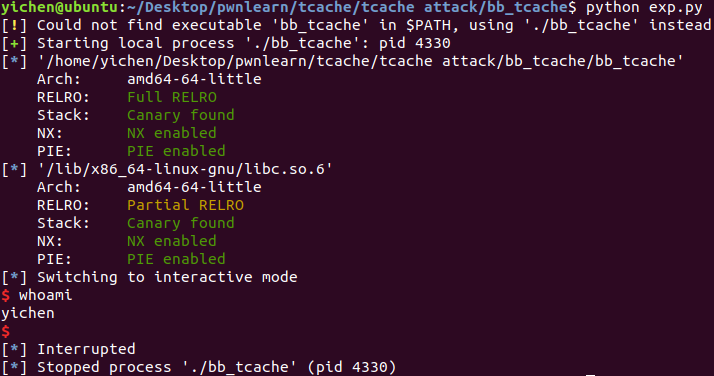 yichen@ubuntu:~/Desktop/pwnlearn/tcache/tcache attack/bb_tcache$ python exp.py
[!] Could not find executable 'bb_tcache' in $PATH, using './bb_tcache' instead
[+] Starting local process './bb_tcache': pid 4330
[*] '/home/yichen/Desktop/pwnlearn/tcache/tcache attack/bb_tcache/bb_tcache'
    Arch:     amd64-64-little
    RELRO:    Full RELRO
    Stack:    Canary found
    NX:       NX enabled
    PIE:      PIE enabled
[*] '/lib/x86_64-linux-gnu/libc.so.6'
    Arch:     amd64-64-little
    RELRO:    Partial RELRO
    Stack:    Canary found
    NX:       NX enabled
    PIE:      PIE enabled
[*] Switching to interactive mode
$ whoami
yichen
$
[*] Interrupted
[*] Stopped process './bb_tcache' (pid 4330)